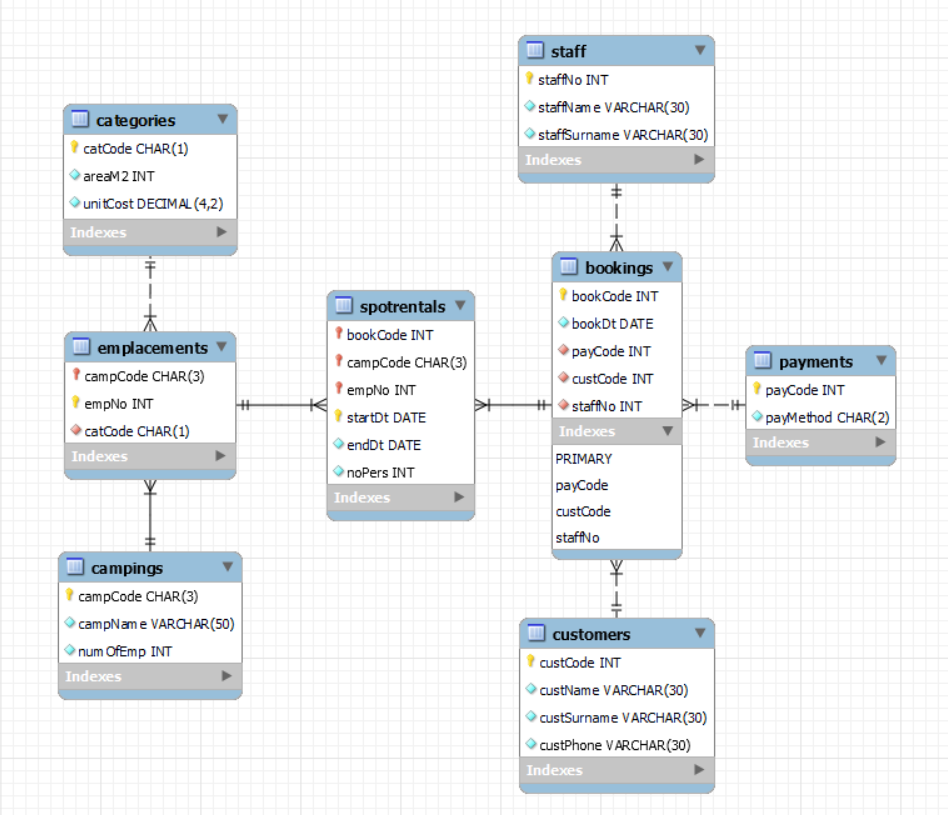 staff
staffNo INT
staffName VARCHAR(30)
staffSurname VARCHAR(30)
Indexes
categories
catCode CHAR(1)
areaM2 INT
unitCost DECIMAL(4,2)
Indexes
bookings
bookCode INT
bookDt DATE
payCode INT
custCode INT
staffNo INT
Indexes
PRIMARY
payCode
custCode
staffNo
spotrentals
bookCode INT
campCode CHAR(3)
empNo INT
startDt DATE
endDt DATE
noPers INT
Indexes
emplacements
campCode CHAR(3)
empNo INT
catCode CHAR(1)
Indexes
payments
payCode INT
payMethod CHAR(2)
Indexes
campings
campCode CHAR(3)
campName VARCHAR(50)
numOfEmp INT
Indexes
customers
custCode INT
custName VARCHAR(30)
custSurname VARCHAR(30)
custPhone VARCHAR(30)
Indexes